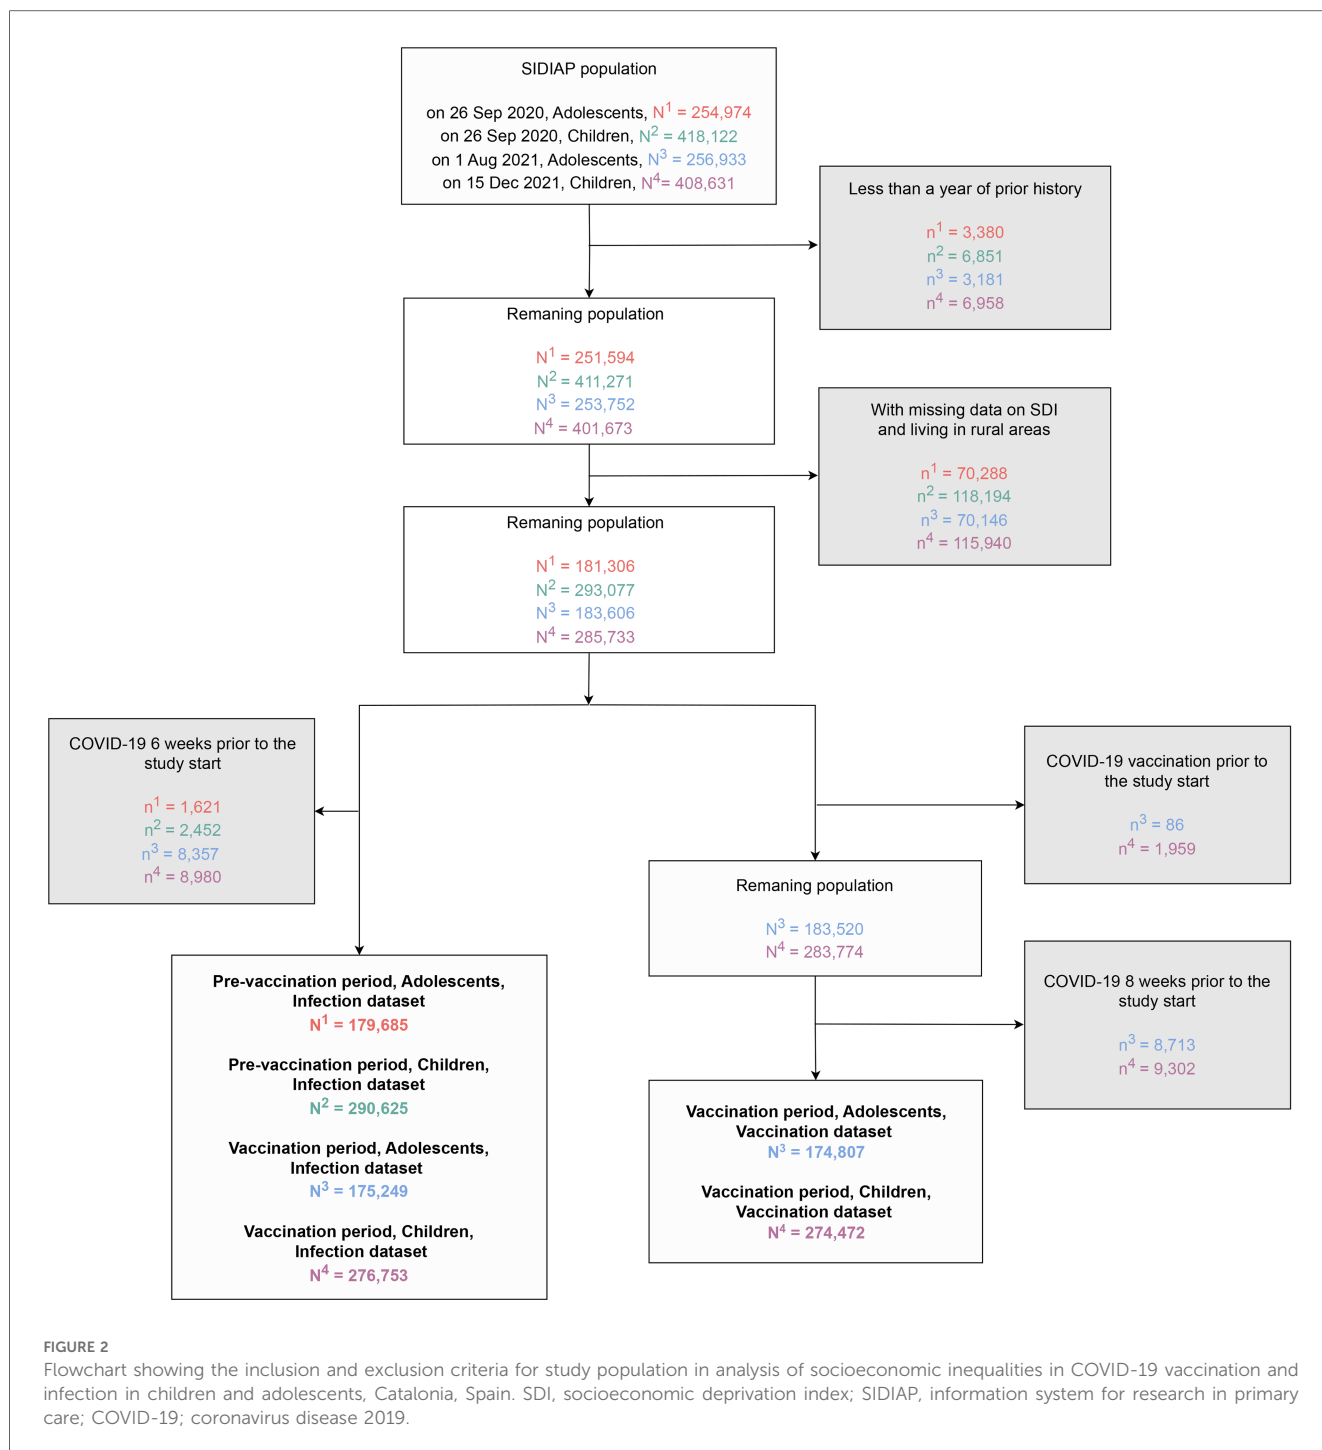 SIDIAP population
on 26 Sep 2020, Adolescents, N1 = 254,974
on 26 Sep 2020, Children, N2 = 418,122
on 1 Aug 2021, Adolescents, N3 = 256,933
on 15 Dec 2021, Children, N4= 408,631
Less than a year of prior history
n1 = 3,380
n2 = 6,851
n3 = 3,181
n4 = 6,958
Remaning population
N1 = 251,594
N2 = 411,271
N3 = 253,752
N4 = 401,673
With missing data on SDI
and living in rural areas
n1 = 70,288
n2 = 118,194
n3 = 70,146
n4 = 115,940
Remaning population
N1 = 181,306
N2 = 293,077
N3 = 183,606
N4 = 285,733
COVID-19 6 weeks prior to the
study start
n1 = 1,621
n2 = 2,452
n3 = 8,357
n4 = 8,980
COVID-19 vaccination prior to
the study start
n3 = 86
n4 = 1,959
Remaning population
N3 = 183,520
N4 = 283,774
COVID-19 8 weeks prior to the
study start
n3 = 8,713
n4 = 9,302
Pre-vaccination period, Adolescents,
Infection dataset
N1 = 179,685
Pre-vaccination period, Children,
Infection dataset
N2 = 290,625
Vaccination period, Adolescents,
Infection dataset
N3 = 175,249
Vaccination period, Children,
Infection dataset
N4 = 276,753
Vaccination period, Adolescents,
Vaccination dataset
N3 = 174,807
Vaccination period, Children,
Vaccination dataset
N4 = 274,472
FIGURE 2
Flowchart showing the inclusion and exclusion criteria for study population in analysis of socioeconomic inequalities in COVID-19 vaccination and
infection in children and adolescents, Catalonia, Spain. SDI, socioeconomic deprivation index; SIDIAP, information system for research in primary
care; COVID-19; coronavirus disease 2019.